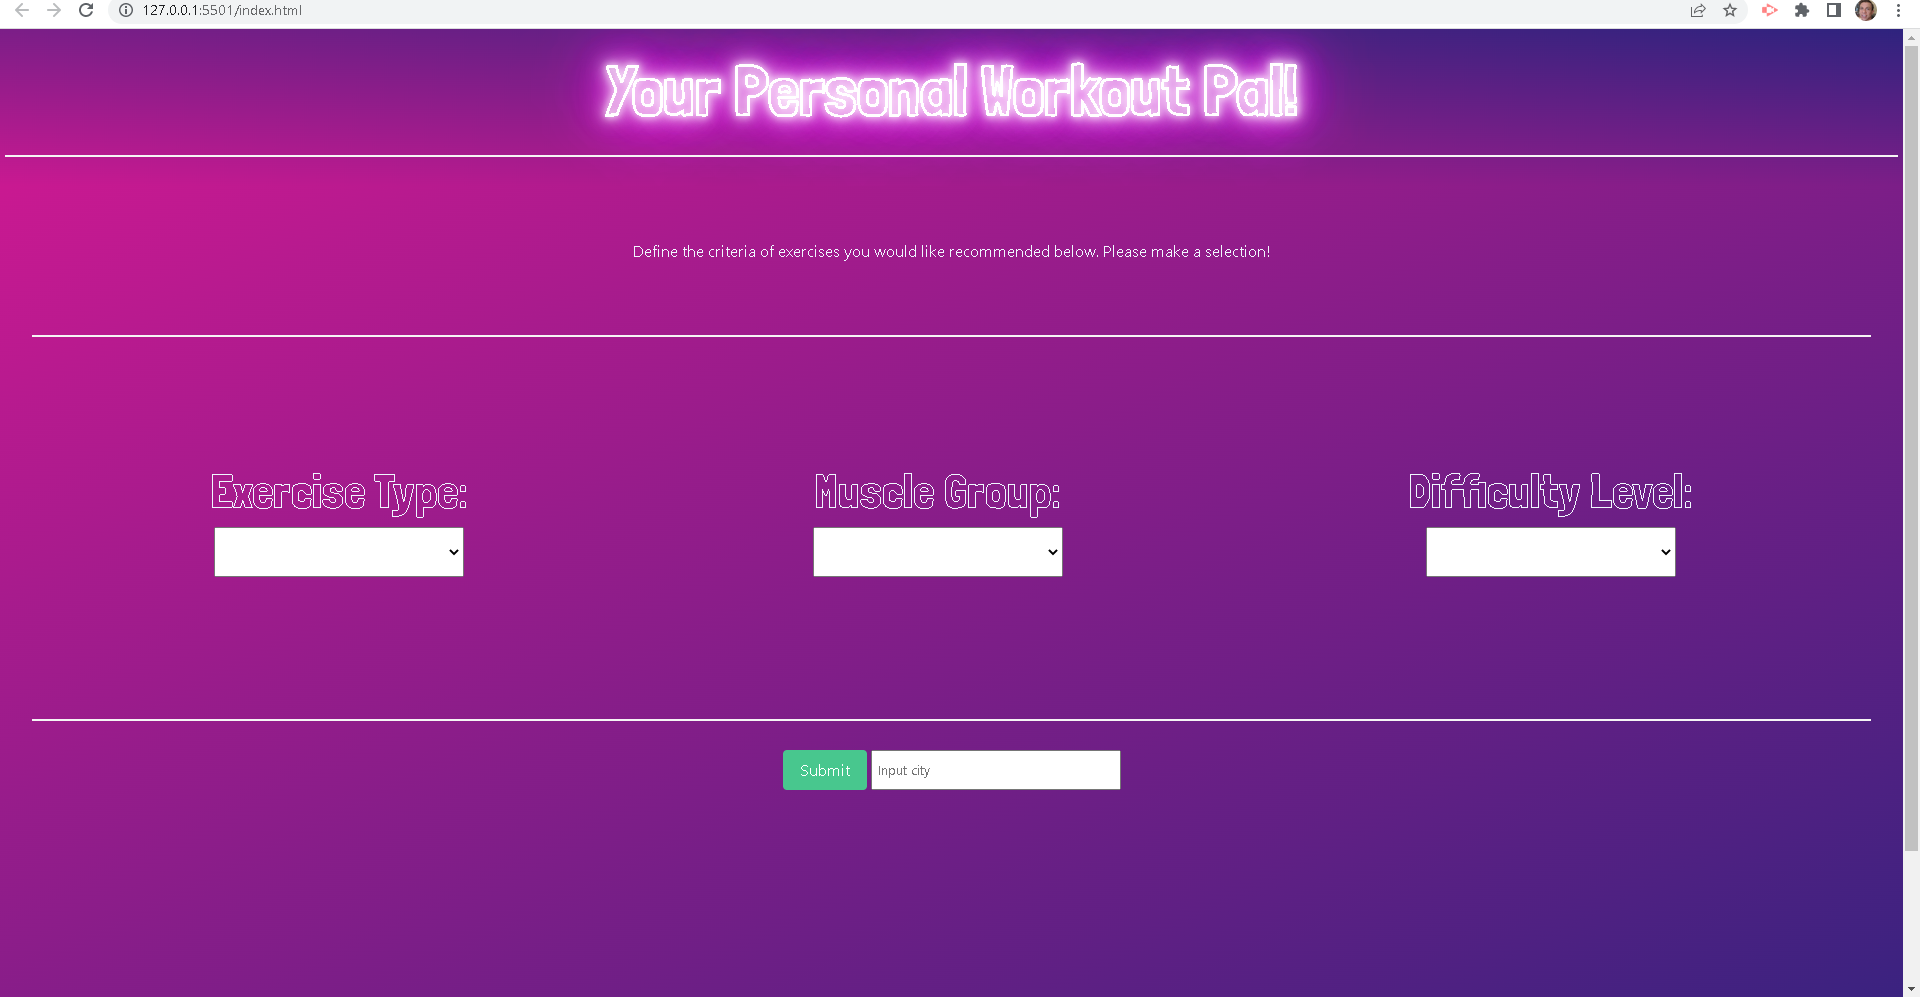 127.0.0.1:5501/index.html
Your Personal Workout Pal!
Define the criteria of exercises you would like recommended below. Please make a selection!
Exercise Type: Muscle Group: Difficulty Level:
Submit Input city